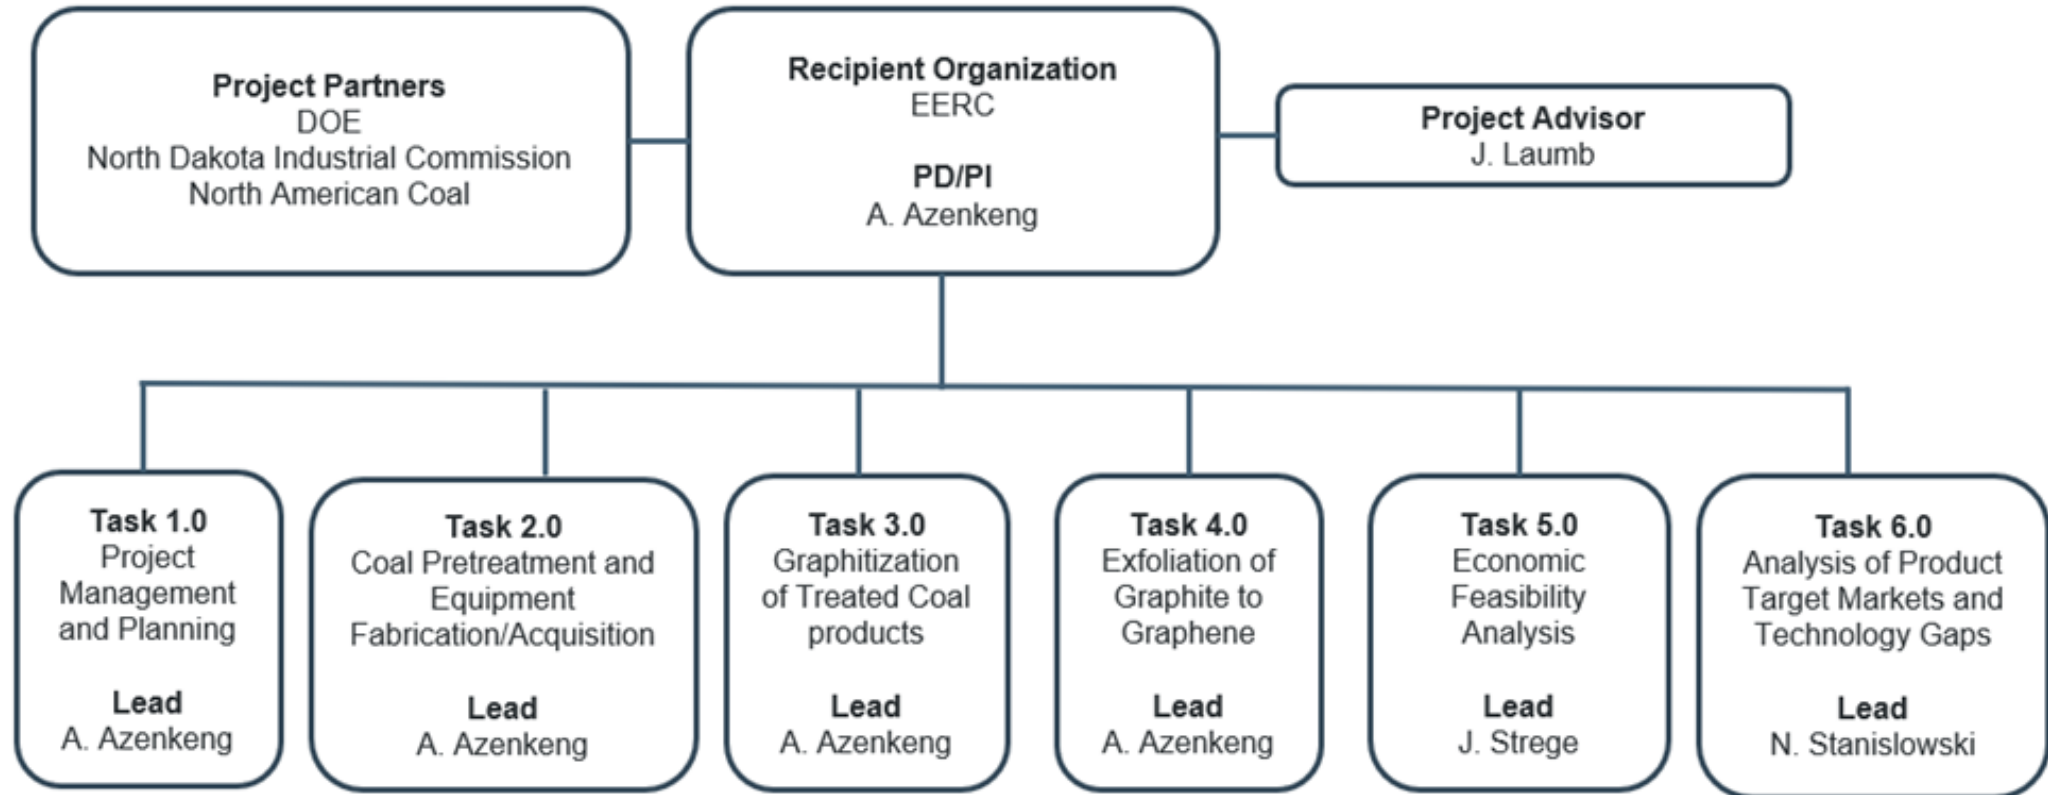 Project Partners
DOE
North Dakota Industrial Commission
North American Coal
Recipient Organization
EERC
PD/PI
A. Azenkeng
Project Advisor
J. Laumb
Task 1.0
Project
Management
and Planning
Lead
A. Azenkeng
Task 2.0
Coal Pretreatment and
Equipment
Fabrication/Acquisition
Lead
A. Azenkeng
Task 3.0
Graphitization
of Treated Coal
products
Lead
A. Azenkeng
Task 4.0
Exfoliation of
Graphite to
Graphene
Lead
A. Azenkeng
Task 5.0
Economic
Feasibility
Analysis
Lead
J. Strege
Task 6.0
Analysis of Product
Target Markets and
Technology Gaps
Lead
N. Stanislowski